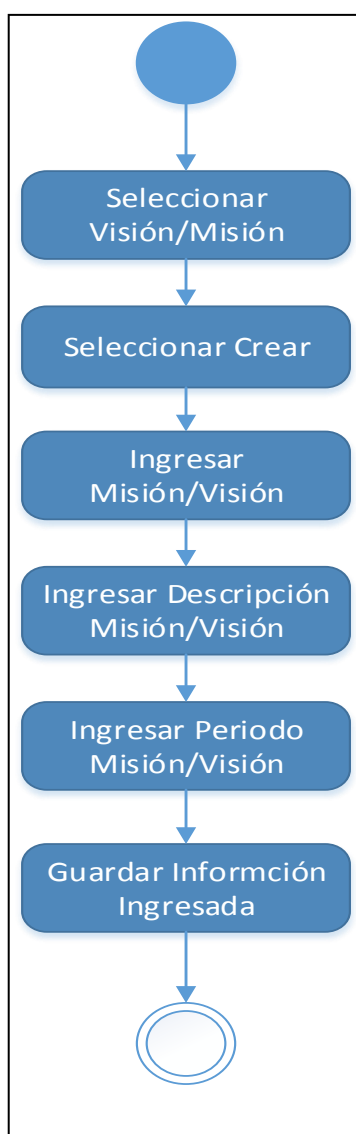 Seleccionar
Visión/Misión
Seleccionar Crear
Ingresar
Misión/Visión
Ingresar Descripción
Misión/Visión
Ingresar Periodo
Misión/Visión
Guardar Informción
Ingresada